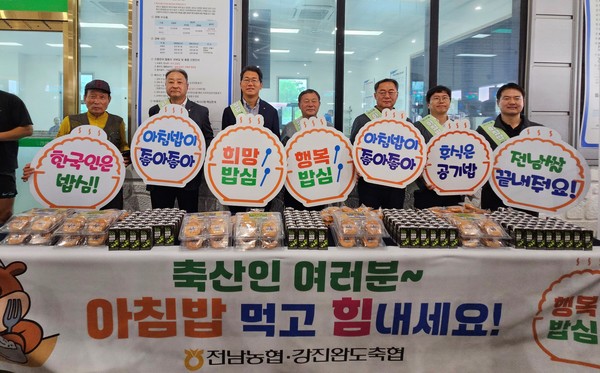 한국인은
밥심!
아침밥이
좋아좋아
희망
밥심
행복
밥심
아침밥이
좋아좋아
후식은
공기밥
전남쌀
끝내줘요!
축산인 여러분~
아침밥 먹고 힘내세요!
전남농협·강진완도축협
행복
밥심